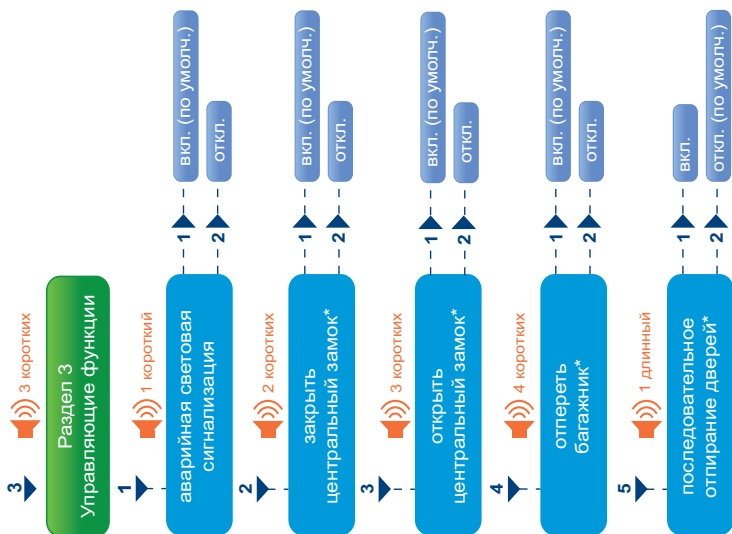 3
3 коротких
Раздел 3
Управляющие функции
1
1 короткий
аварийная световая
сигнализация
1
вкл. (по умолч.)
2
откл.
2
2 коротких
закрыть
центральный замок*
1
вкл. (по умолч.)
2
откл.
3
3 коротких
открыть
центральный замок*
1
вкл. (по умолч.)
2
откл.
4
4 коротких
отпереть
багажник*
1
вкл. (по умолч.)
2
откл.
5
1 длинный
последовательное
отпирание дверей*
1
вкл.
2
откл. (по умолч.)